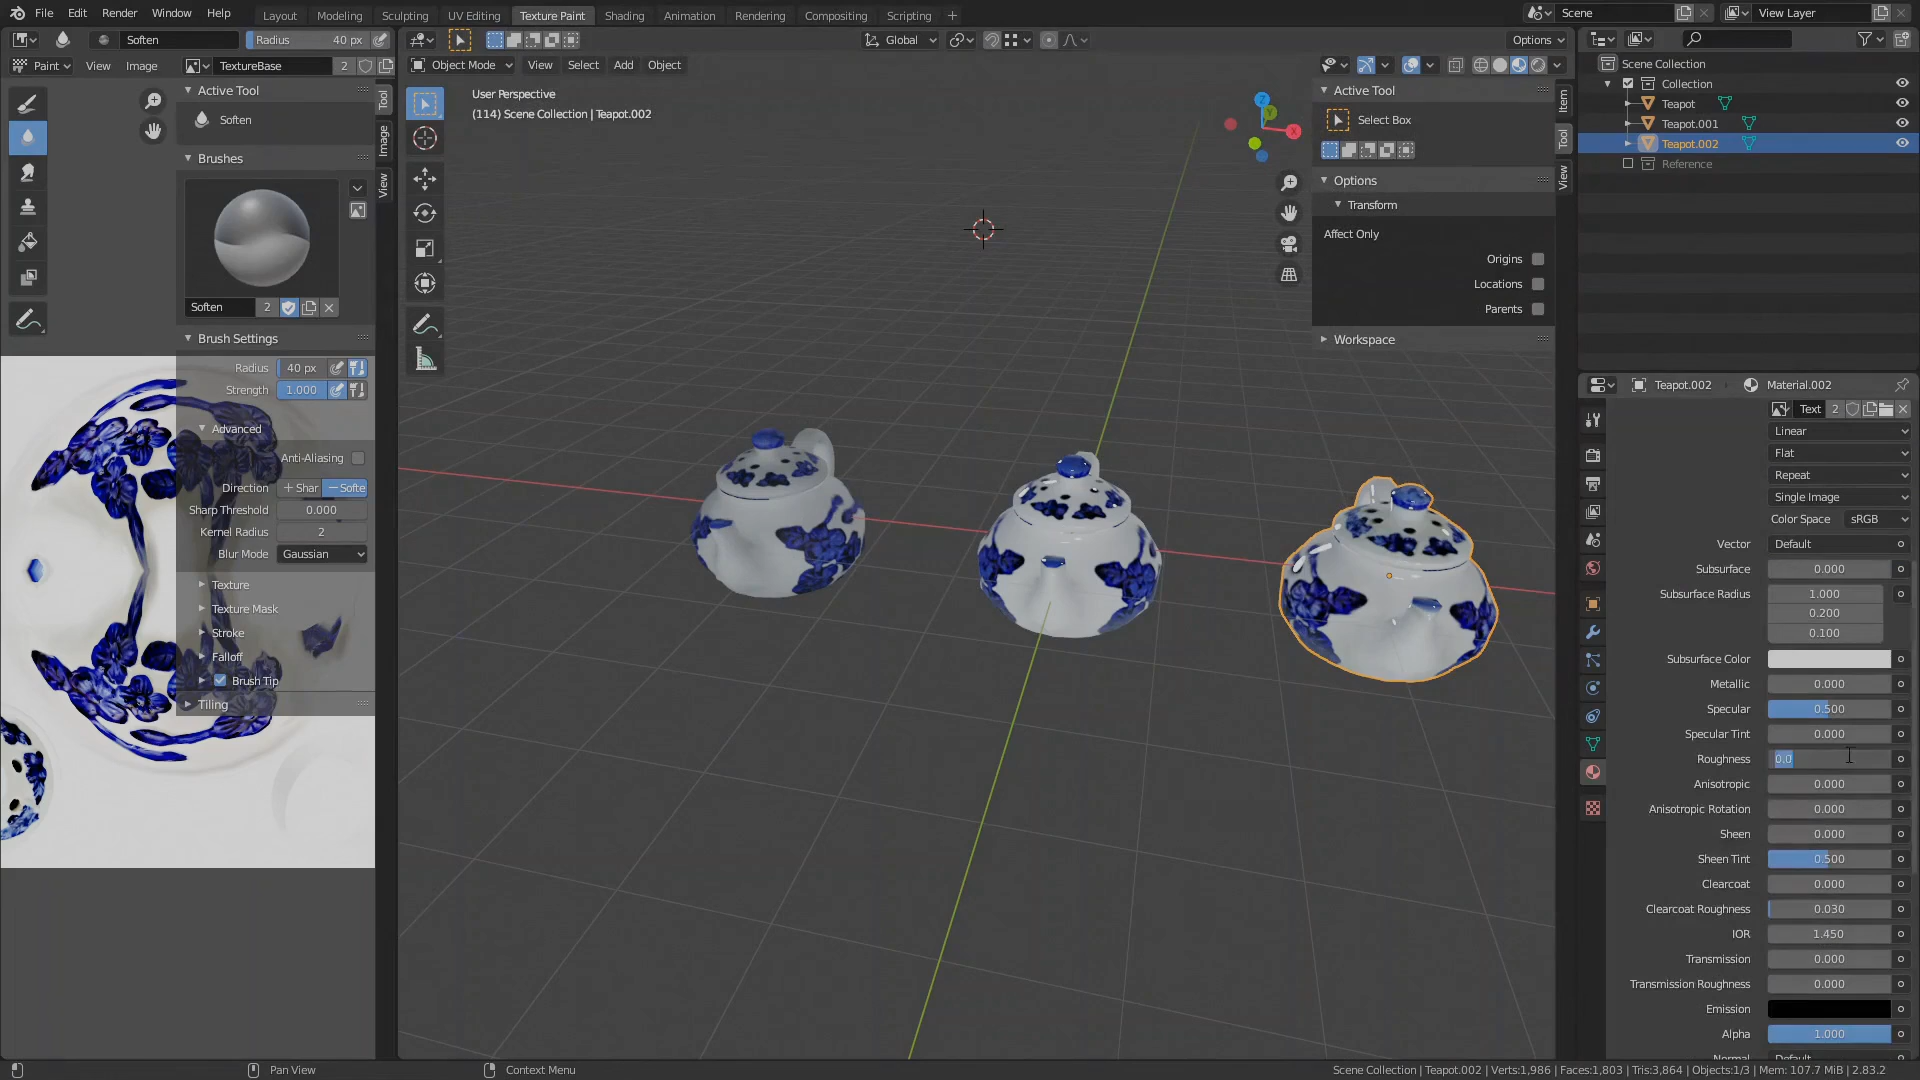 File Edit Render Window Help
Layout Modeling Sculpting UV Editing Texture Paint Shading Animation Rendering Compositing Scripting +
Scene
View Layer
Soften
Radius 40 px
Global
Options
Paint View Image
TextureBase 2
Object Mode View Select Add Object
Active Tool
Soften
Brushes
Soften 2
Brush Settings
Radius 40 px
Strength 1.000
Advanced
Anti-Aliasing
Direction + Shar − Softe
Sharp Threshold 0.000
Kernel Radius 2
Blur Mode Gaussian
Texture
Texture Mask
Stroke
Falloff
Brush Tip
Tiling
Tool
Image
View
User Perspective
(114) Scene Collection | Teapot.002
Z
Y
X
Active Tool
Select Box
Options
Transform
Affect Only
Origins
Locations
Parents
Workspace
Item
Tool
View
Scene Collection
Collection
Teapot
Teapot.001
Teapot.002
Reference
Teapot.002 Material.002
Text 2
Linear
Flat
Repeat
Single Image
Color Space sRGB
Vector Default
Subsurface 0.000
Subsurface Radius 1.000
0.200
0.100
Subsurface Color
Metallic 0.000
Specular 0.500
Specular Tint 0.000
Roughness 0.0
Anisotropic 0.000
Anisotropic Rotation 0.000
Sheen 0.000
Sheen Tint 0.500
Clearcoat 0.000
Clearcoat Roughness 0.030
IOR 1.450
Transmission 0.000
Transmission Roughness 0.000
Emission
Alpha 1.000
Normal Default
Pan View
Context Menu
Scene Collection | Teapot.002 | Verts:1,986 | Faces:1,803 | Tris:3,864 | Objects:1/3 | Mem: 107.7 MiB | 2.83.2